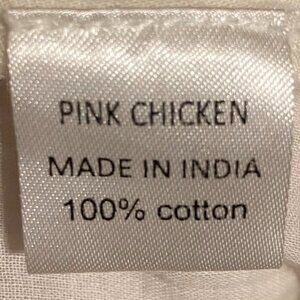 PINK CHICKEN
MADE IN INDIA
100% cotton